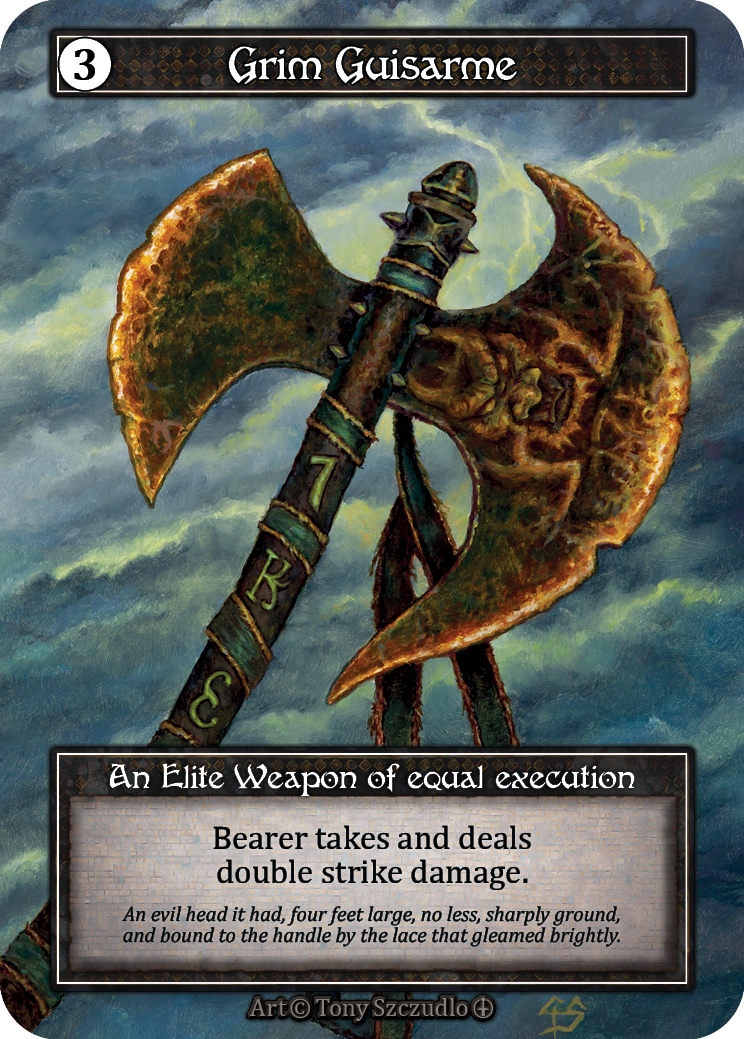 3
Grim Guisarme
7
An Elite Weapon of equal execution
Bearer takes and deals
double strike damage.
An evil head it had, four feet large, no less, sharply ground,
and bound to the handle by the lace that gleamed brightly.
Art © Tony Szczudlo